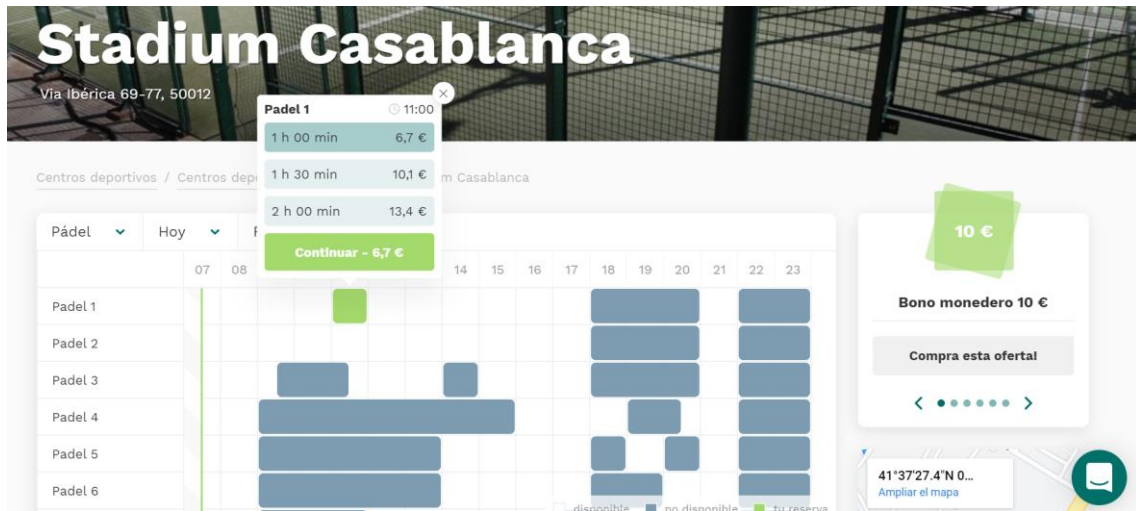 Stadium Casablanca
Via Ibérica 69-77, 50012
Padel 1 11:00
1 h 00 min 6,7 €
1 h 30 min 10,1 €
2 h 00 min 13,4 €
Continuar - 6,7 €
Centros deportivos / Centros Casablanca
Pádel Hoy
07 08 14 15 16 17 18 19 20 21 22 23
Padel 1
Padel 2
Padel 3
Padel 4
Padel 5
Padel 6
disponible no disponible tu reserva
10 €
Bono monedero 10 €
Compra esta oferta!
41°37'27.4"N 0...
Ampliar el mapa